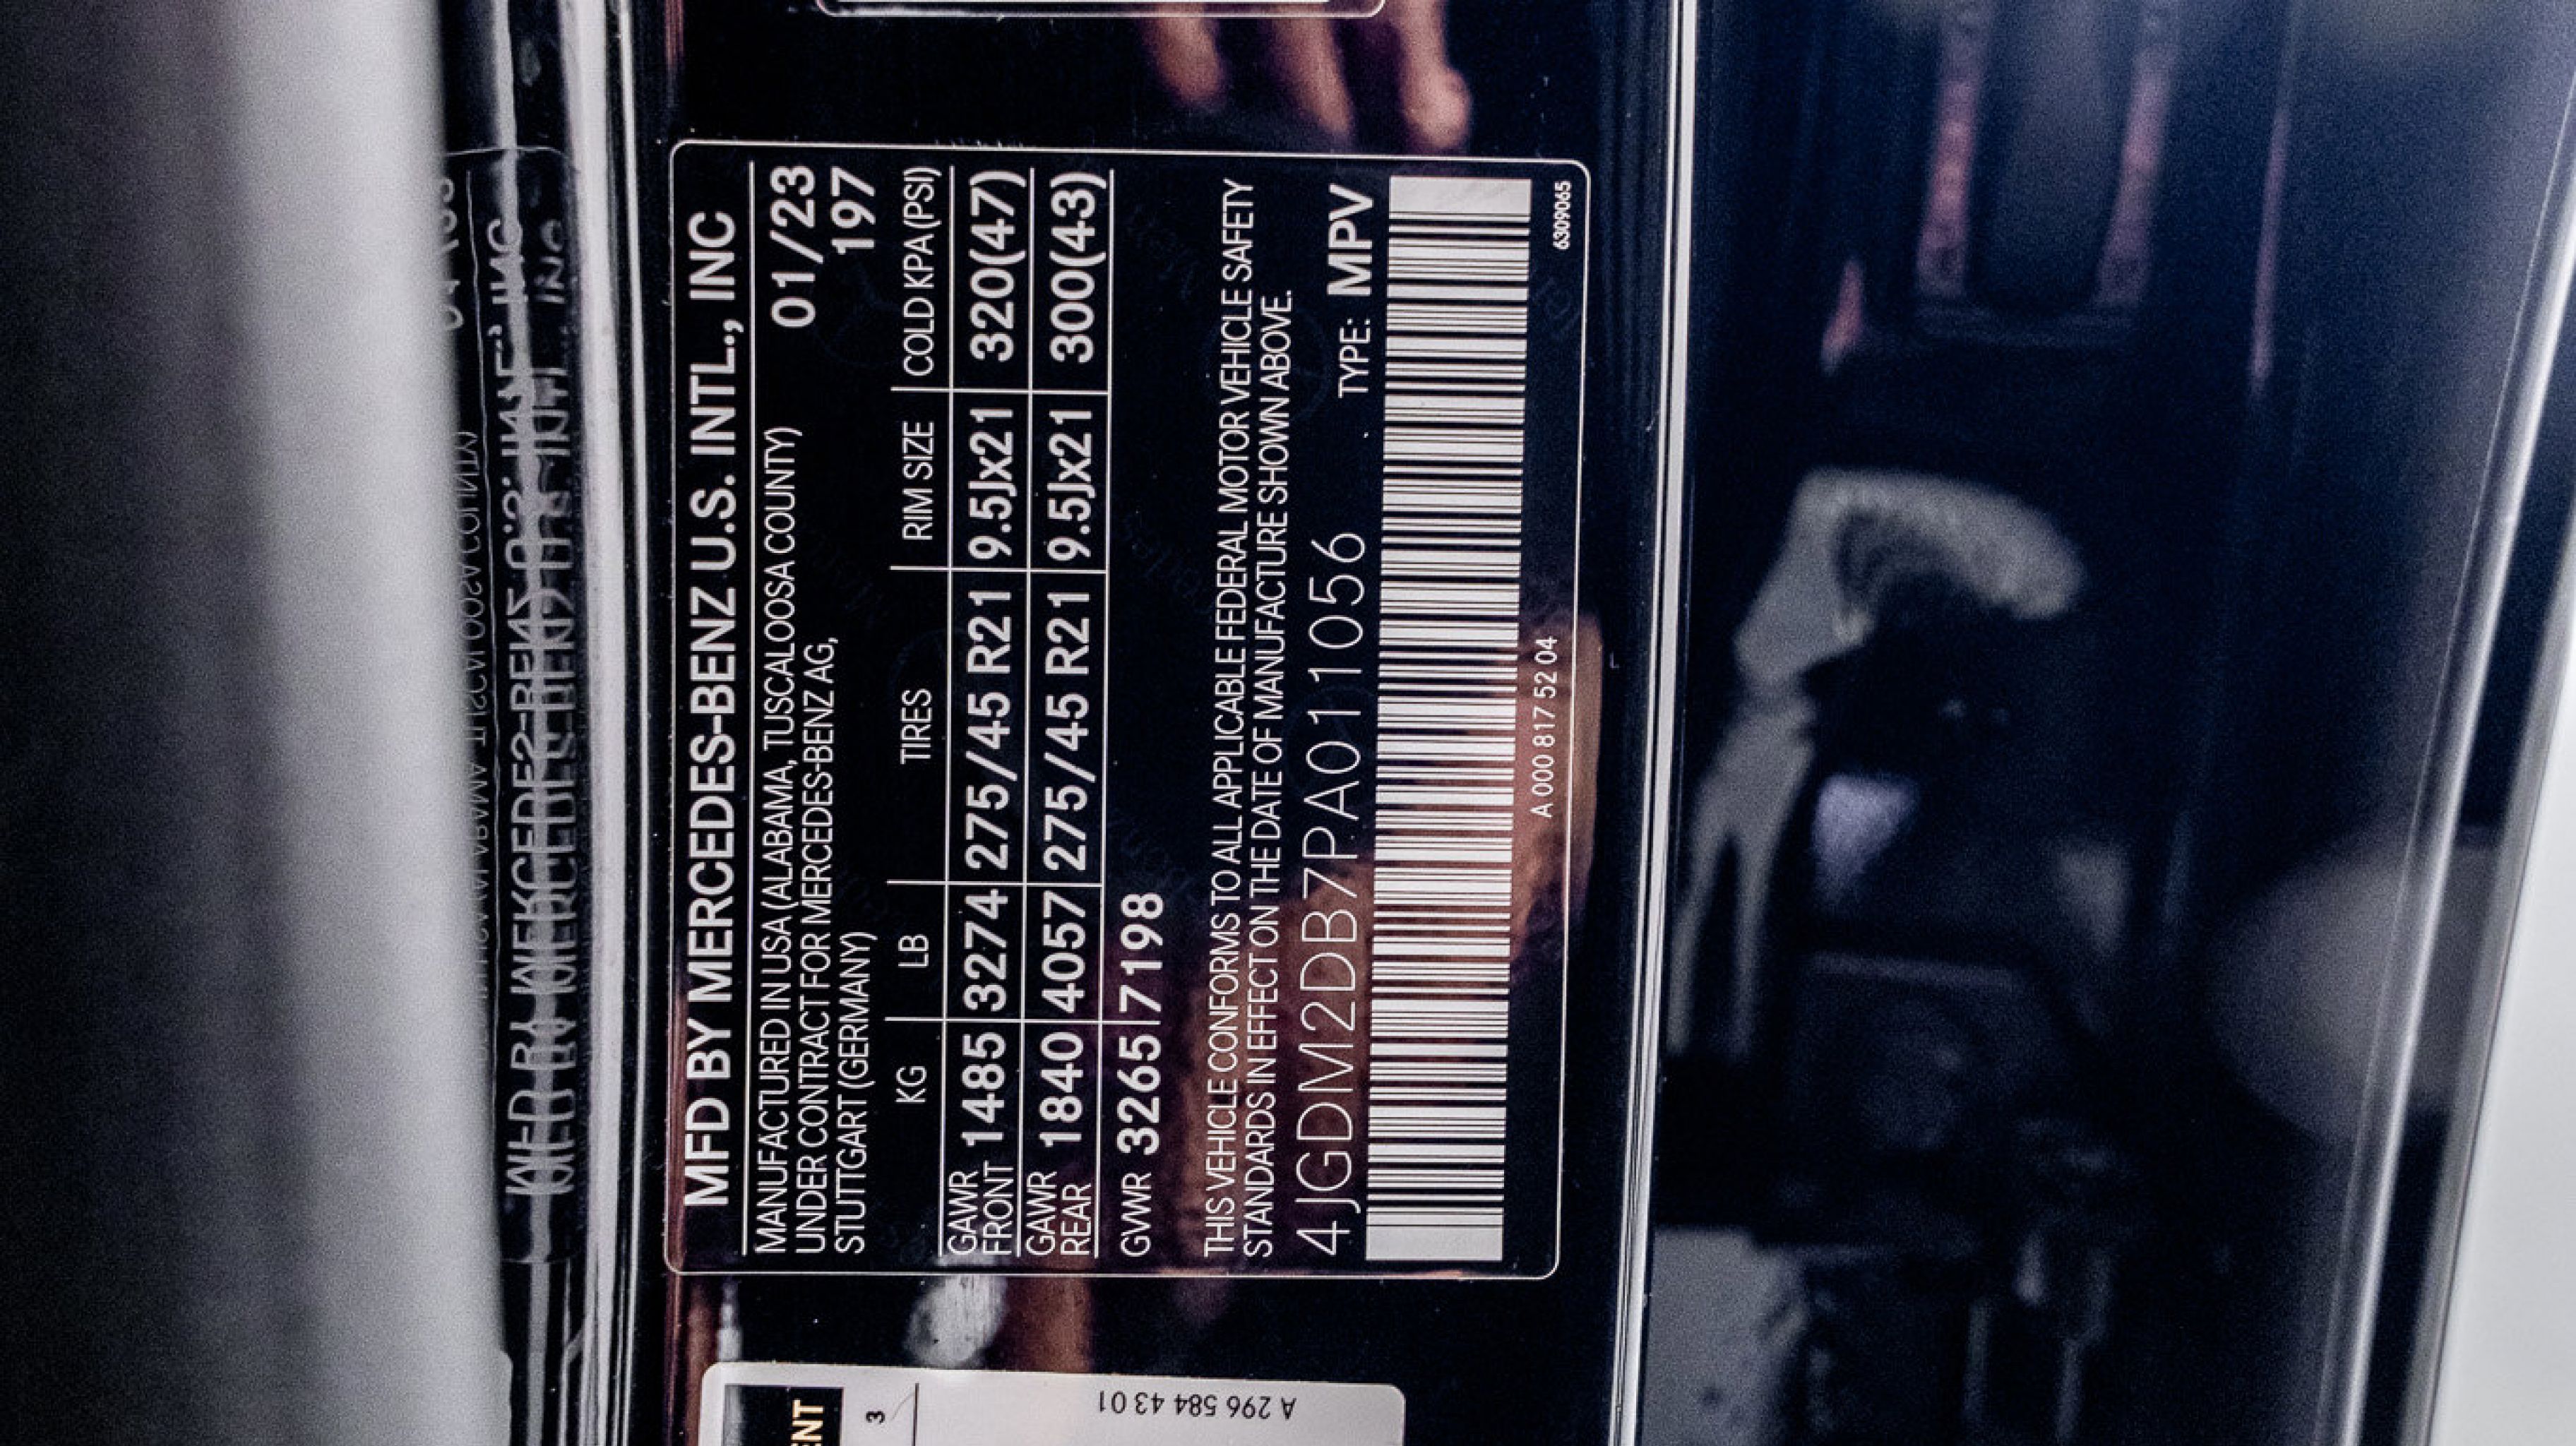 MFD BY MERCEDES-BENZ U.S. INTL., INC
MANUFACTURED IN USA (ALABAMA, TUSCALOOSA COUNTY) 01/23
UNDER CONTRACT FOR MERCEDES-BENZ AG, 197
STUTTGART (GERMANY)
KG LB TIRES RIM SIZE COLD KPA (PSI)
GAWR FRONT 1485 3274 275/45 R21 9.5Jx21 320(47)
GAWR REAR 1840 4057 275/45 R21 9.5Jx21 300(43)
GVWR 3265 7198
THIS VEHICLE CONFORMS TO ALL APPLICABLE FEDERAL MOTOR VEHICLE SAFETY
STANDARDS IN EFFECT ON THE DATE OF MANUFACTURE SHOWN ABOVE.
4JGDM2DB7PA011056 TYPE: MPV
A 000 817 52 04 6309065
3
A 296 584 43 01